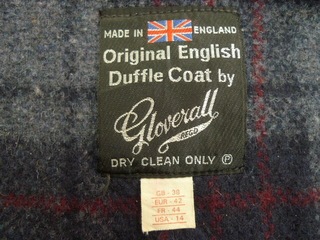 MADE IN ENGLAND
Original English
Duffle Coat by
Gloverall
REGD
DRY CLEAN ONLY P
GB - 38
EUR - 42
FR - 44
USA - 14